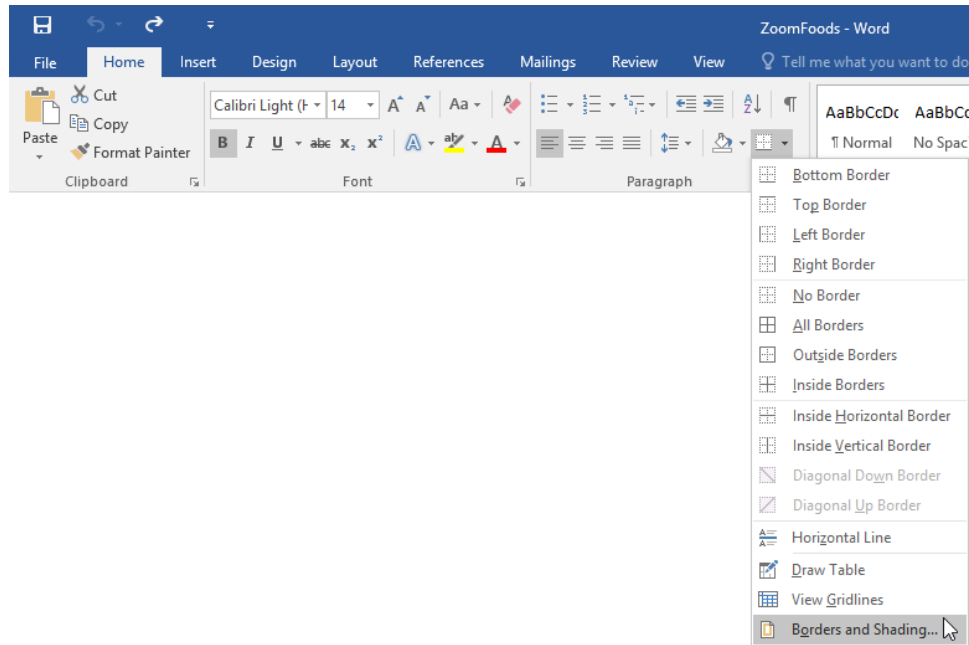 ZoomFoods - Word
File Home Insert Design Layout References Mailings Review View Tell me what you want to do
Cut
Copy
Paste
Format Painter
Clipboard
Calibri Light (H 14 A A Aa
B I U abc x₂ x² A aby A
Font
Paragraph
AaBbCcDc AaBbCc
¶ Normal No Spac
Bottom Border
Top Border
Left Border
Right Border
No Border
All Borders
Outside Borders
Inside Borders
Inside Horizontal Border
Inside Vertical Border
Diagonal Down Border
Diagonal Up Border
Horizontal Line
Draw Table
View Gridlines
Borders and Shading...